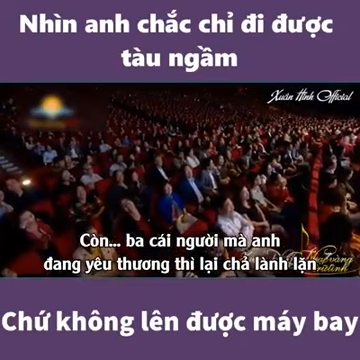 Nhìn anh chắc chỉ đi được
tàu ngầm
Xuân Hinh Official
Còn... ba cái người mà anh
đang yêu thương thì lại chả lành lặn
Chứ không lên được máy bay